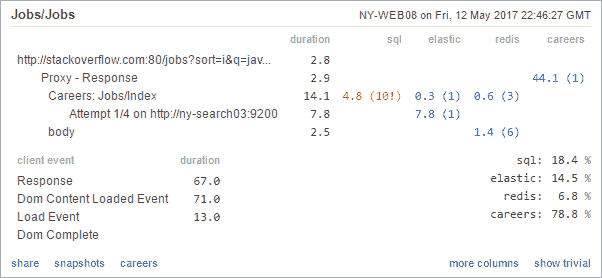 Jobs/Jobs NY-WEB08 on Fri, 12 May 2017 22:46:27 GMT
duration sql elastic redis careers
http://stackoverflow.com:80/jobs?sort=i&q=jav... 2.8
Proxy - Response 2.9 44.1 (1)
Careers: Jobs/Index 14.1 4.8 (10!) 0.3 (1) 0.6 (3)
Attempt 1/4 on http://ny-search03:9200 7.8 7.8 (1)
body 2.5 1.4 (6)
client event duration
Response 67.0
Dom Content Loaded Event 71.0
Load Event 13.0
Dom Complete
sql: 18.4 %
elastic: 14.5 %
redis: 6.8 %
careers: 78.8 %
share snapshots careers more columns show trivial